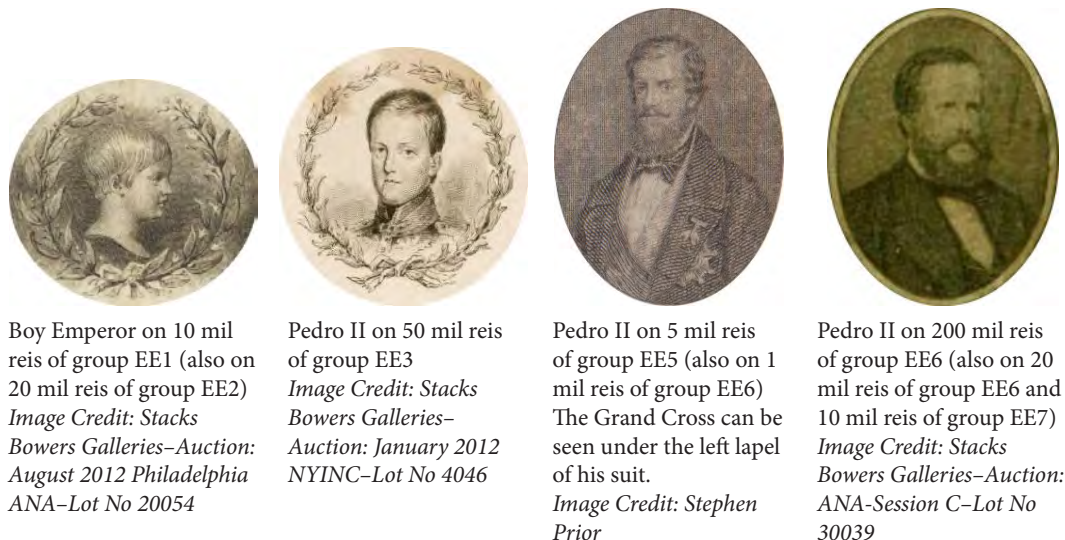 Boy Emperor on 10 mil
reis of group EE1 (also on
20 mil reis of group EE2)
Image Credit: Stacks
Bowers Galleries–Auction:
August 2012 Philadelphia
ANA–Lot No 20054
Pedro II on 50 mil reis
of group EE3
Image Credit: Stacks
Bowers Galleries–
Auction: January 2012
NYINC–Lot No 4046
Pedro II on 5 mil reis
of group EE5 (also on 1
mil reis of group EE6)
The Grand Cross can be
seen under the left lapel
of his suit.
Image Credit: Stephen
Prior
Pedro II on 200 mil reis
of group EE6 (also on 20
mil reis of group EE6 and
10 mil reis of group EE7)
Image Credit: Stacks
Bowers Galleries–Auction:
ANA-Session C–Lot No
30039